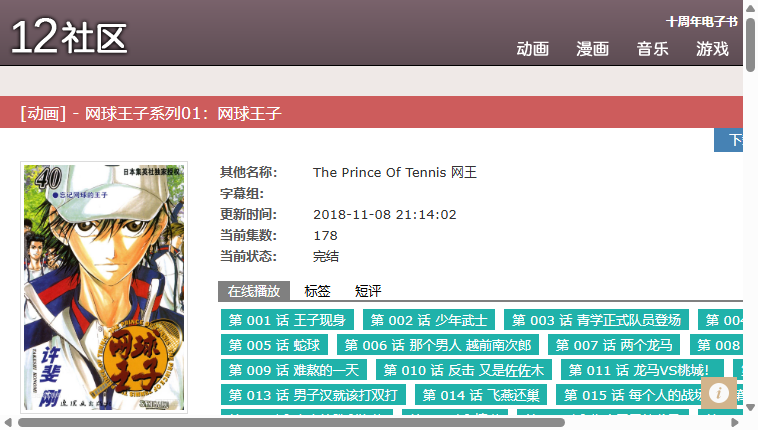 12社区
十周年电子书
动画 漫画 音乐 游戏
[动画] - 网球王子系列01：网球王子
40
日本集英社独家授权
●忘记网球的王子
许斐刚
TAKESHI KONOMI
网球王子
其他名称： The Prince Of Tennis 网王
字幕组：
更新时间： 2018-11-08 21:14:02
当前集数： 178
当前状态： 完结
在线播放 标签 短评
第 001 话 王子现身 第 002 话 少年武士 第 003 话 青学正式队员登场 第
第 005 话 蛇球 第 006 话 那个男人 越前南次郎 第 007 话 两个龙马 第 008
第 009 话 难熬的一天 第 010 话 反击 又是佐佐木 第 011 话 龙马VS桃城！
第 013 话 男子汉就该打双打 第 014 话 飞燕还巢 第 015 话 每个人的战场